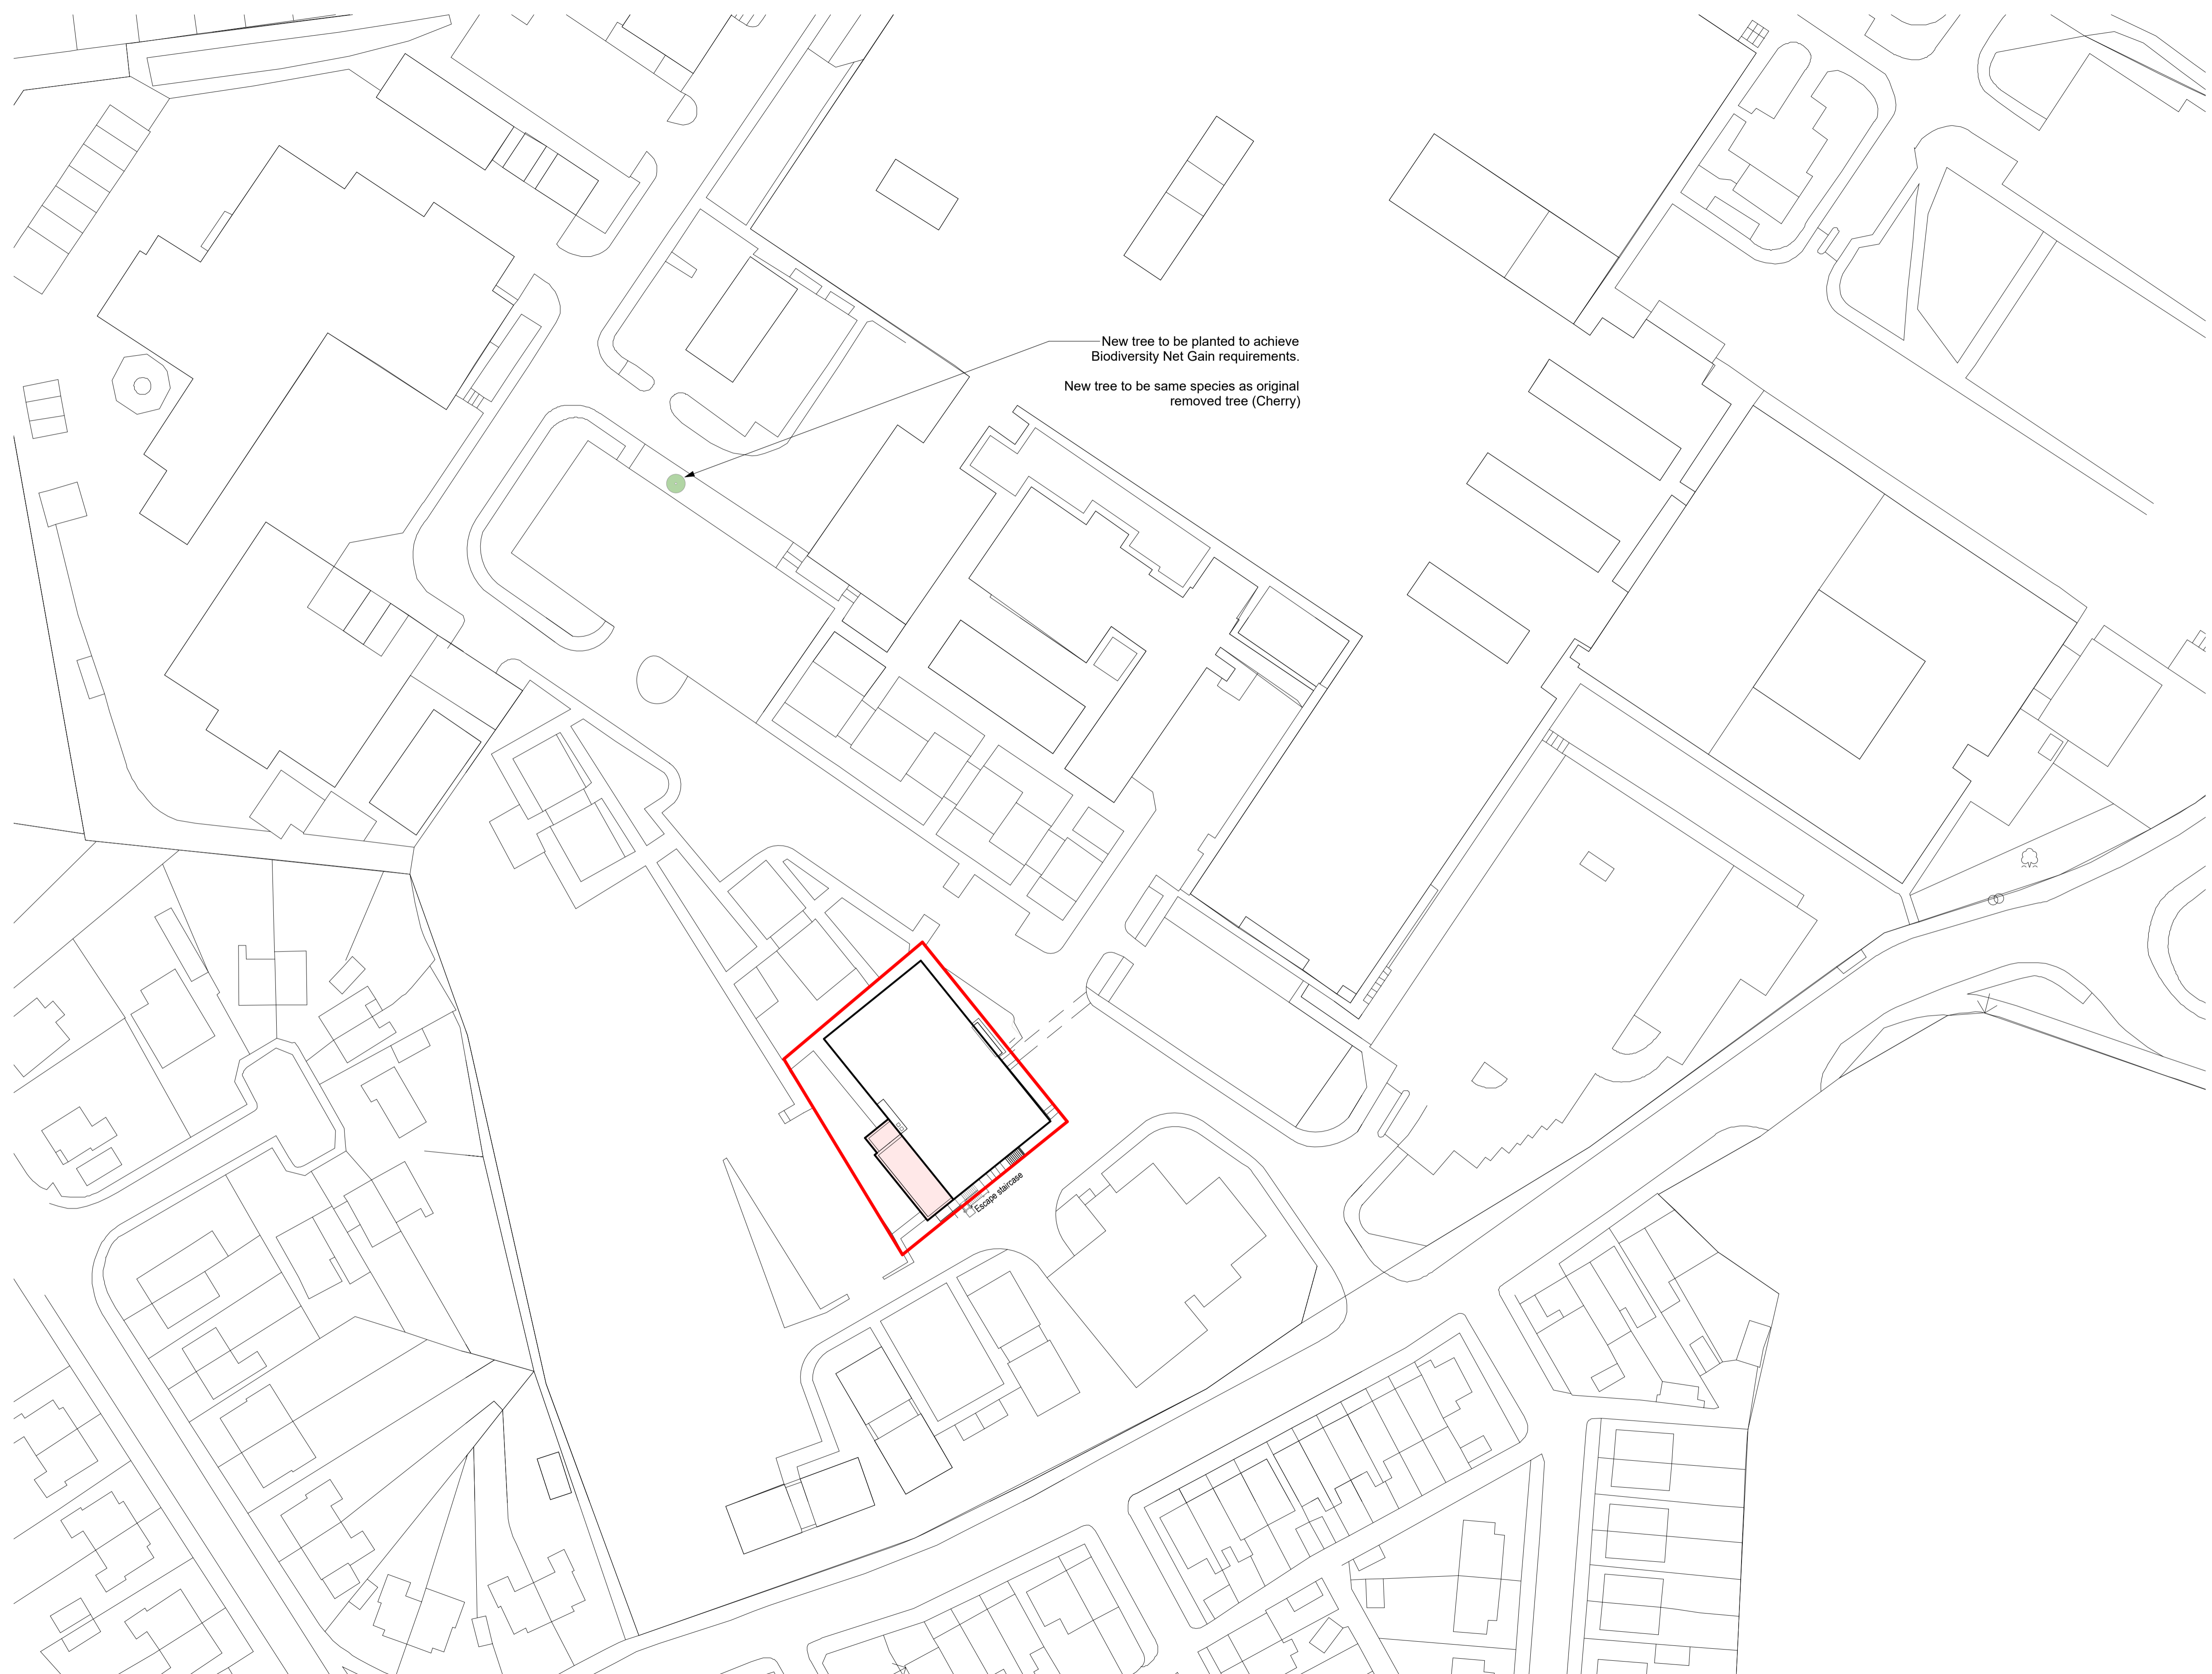 New tree to be planted to achieve
Biodiversity Net Gain requirements.
New tree to be same species as original
removed tree (Cherry)
Escape staircase